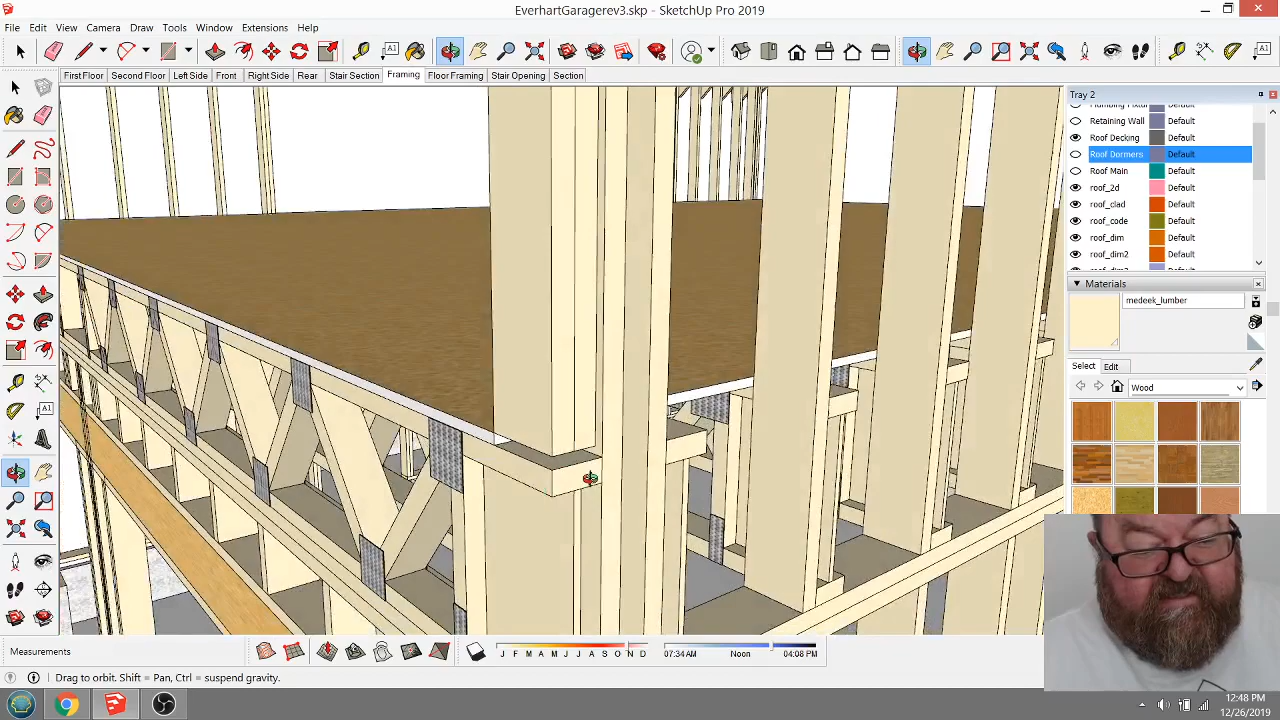 EverhartGaragerev3.skp - SketchUp Pro 2019
File Edit View Camera Draw Tools Window Extensions Help
A1
First Floor Second Floor Left Side Front Right Side Rear Stair Section Framing Floor Framing Stair Opening Section
Tray 2
Retaining Wall Default
Roof Decking Default
Roof Dormers Default
Roof Main Default
roof_2d Default
roof_clad Default
roof_code Default
roof_dim Default
roof_dim2 Default
Materials
medeek_lumber
Select Edit
Wood
A1
Measurements
J F M A M J J A S O N D
07:34 AM Noon 04:08 PM
Drag to orbit. Shift = Pan, Ctrl = suspend gravity.
12:48 PM
12/26/2019